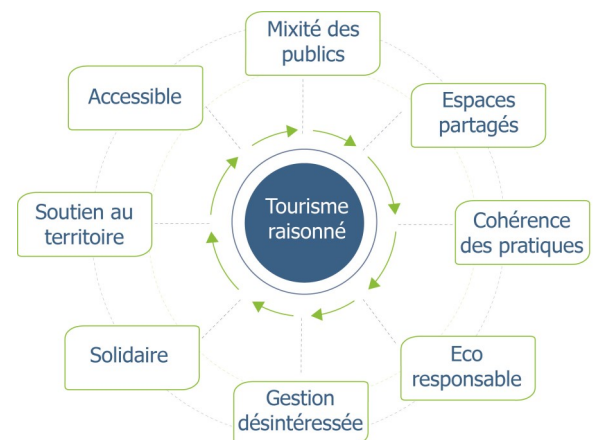 Mixité des
publics
Espaces
partagés
Cohérence
des pratiques
Eco
responsable
Gestion
désintéressée
Solidaire
Soutien au
territoire
Accessible
Tourisme
raisonné